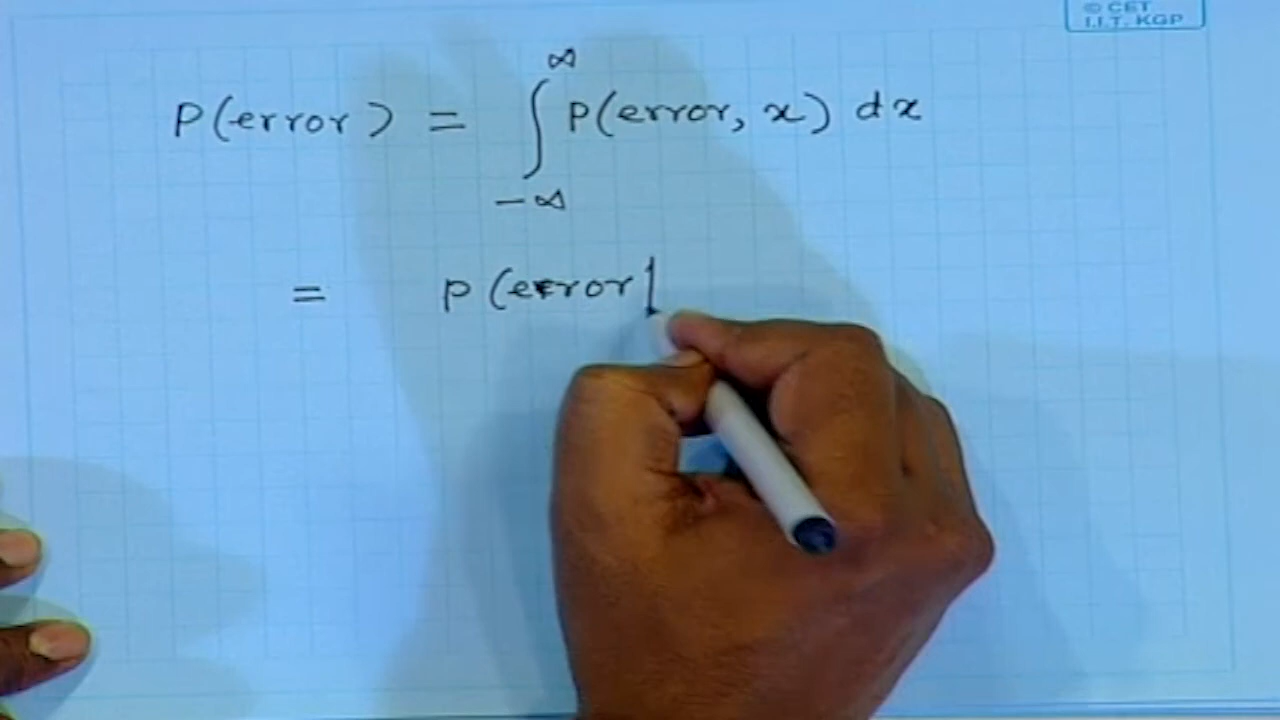 © CET
I.I.T. KGP
P(error) = ∫_{-∞}^{∞} P(error, x) dx
= P(error|